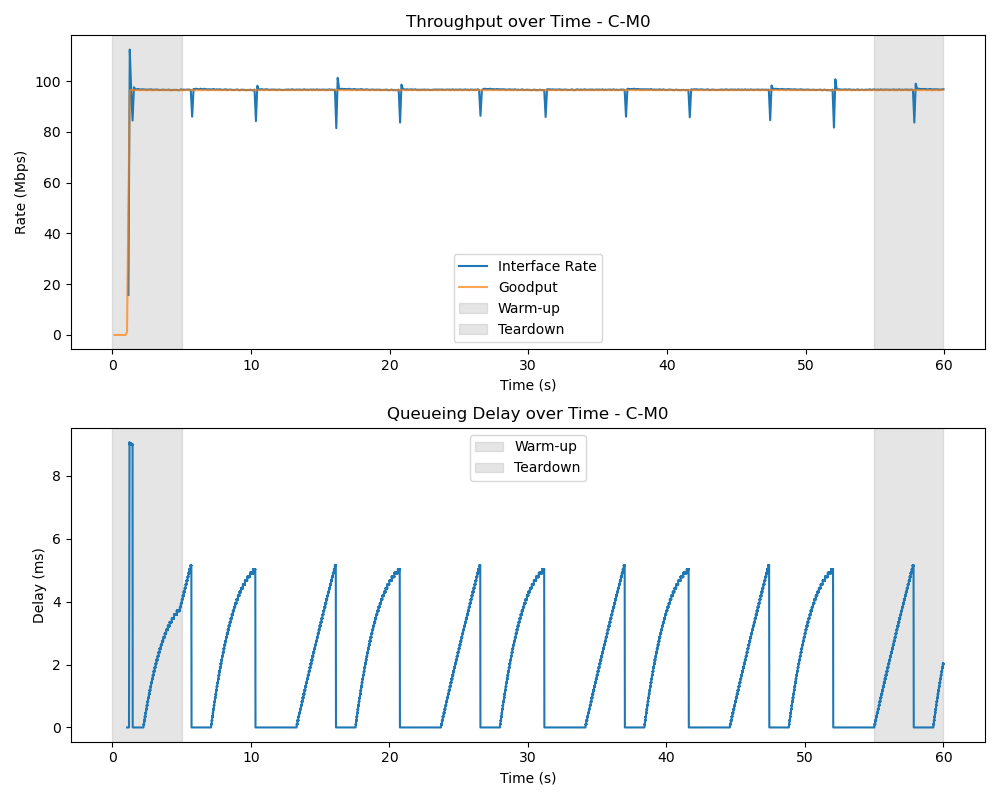 Throughput over Time - C-M0
100
80
60
40
20
0
Rate (Mbps)
Interface Rate
Goodput
Warm-up
Teardown
0 10 20 30 40 50 60
Time (s)
Queueing Delay over Time - C-M0
Warm-up
Teardown
8
6
4
2
0
Delay (ms)
0 10 20 30 40 50 60
Time (s)